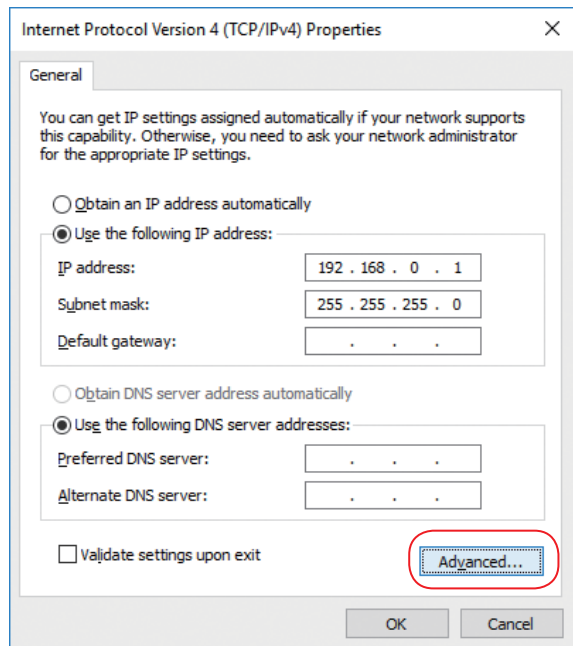 Internet Protocol Version 4 (TCP/IPv4) Properties
General
You can get IP settings assigned automatically if your network supports
this capability. Otherwise, you need to ask your network administrator
for the appropriate IP settings.
Obtain an IP address automatically
Use the following IP address:
IP address: 192 . 168 . 0 . 1
Subnet mask: 255 . 255 . 255 . 0
Default gateway: . . .
Obtain DNS server address automatically
Use the following DNS server addresses:
Preferred DNS server: . . .
Alternate DNS server: . . .
Validate settings upon exit
Advanced...
OK Cancel